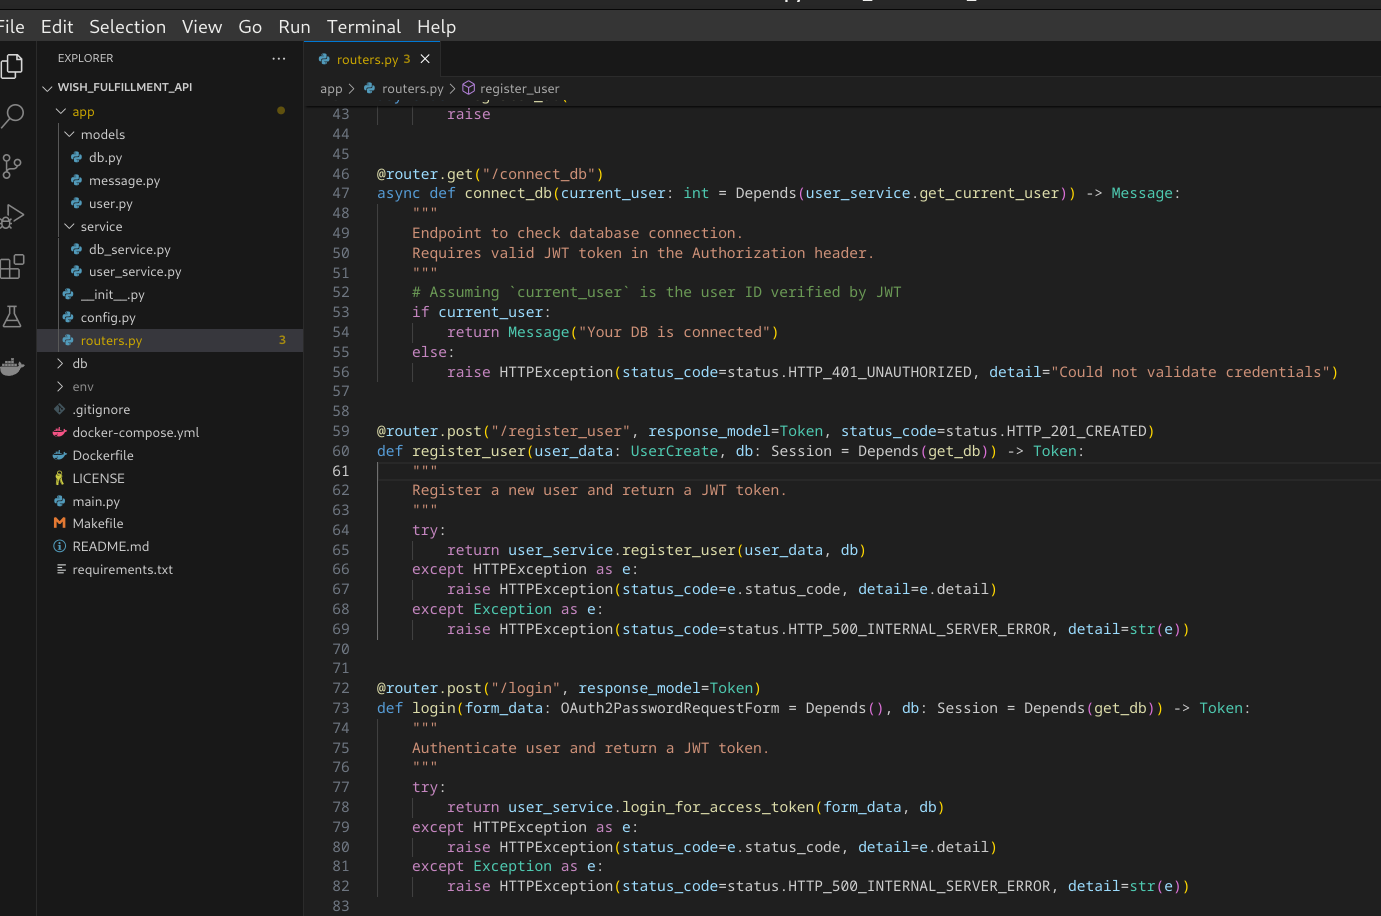 File Edit Selection View Go Run Terminal Help
EXPLORER ...
WISH_FULFILLMENT_API
app
models
db.py
message.py
user.py
service
db_service.py
user_service.py
__init__.py
config.py
routers.py 3
db
env
.gitignore
docker-compose.yml
Dockerfile
LICENSE
main.py
Makefile
README.md
requirements.txt
routers.py 3
app > routers.py > register_user
43 raise
44
45
46 @router.get("/connect_db")
47 async def connect_db(current_user: int = Depends(user_service.get_current_user)) -> Message:
48 """
49 Endpoint to check database connection.
50 Requires valid JWT token in the Authorization header.
51 """
52 # Assuming `current_user` is the user ID verified by JWT
53 if current_user:
54 return Message("Your DB is connected")
55 else:
56 raise HTTPException(status_code=status.HTTP_401_UNAUTHORIZED, detail="Could not validate credentials")
57
58
59 @router.post("/register_user", response_model=Token, status_code=status.HTTP_201_CREATED)
60 def register_user(user_data: UserCreate, db: Session = Depends(get_db)) -> Token:
61 """
62 Register a new user and return a JWT token.
63 """
64 try:
65 return user_service.register_user(user_data, db)
66 except HTTPException as e:
67 raise HTTPException(status_code=e.status_code, detail=e.detail)
68 except Exception as e:
69 raise HTTPException(status_code=status.HTTP_500_INTERNAL_SERVER_ERROR, detail=str(e))
70
71
72 @router.post("/login", response_model=Token)
73 def login(form_data: OAuth2PasswordRequestForm = Depends(), db: Session = Depends(get_db)) -> Token:
74 """
75 Authenticate user and return a JWT token.
76 """
77 try:
78 return user_service.login_for_access_token(form_data, db)
79 except HTTPException as e:
80 raise HTTPException(status_code=e.status_code, detail=e.detail)
81 except Exception as e:
82 raise HTTPException(status_code=status.HTTP_500_INTERNAL_SERVER_ERROR, detail=str(e))
83